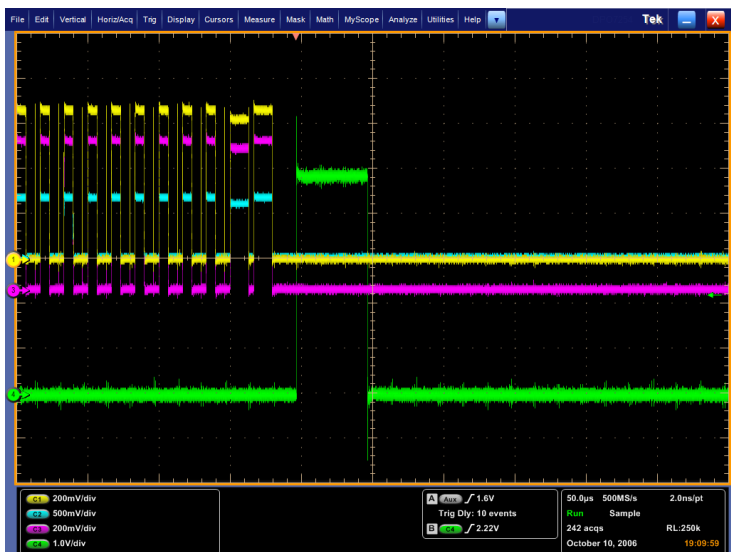 File Edit Vertical Horiz/Acq Trig Display Cursors Measure Mask Math MyScope Analyze Utilities Help Tek X
1
4
C1 200mV/div
C2 500mV/div
C3 200mV/div
C4 1.0V/div
A Aux 1.6V
Trig Dly: 10 events
B C4 2.22V
50.0µs 500MS/s 2.0ns/pt
Run Sample
242 acqs RL:250k
October 10, 2006 19:09:59